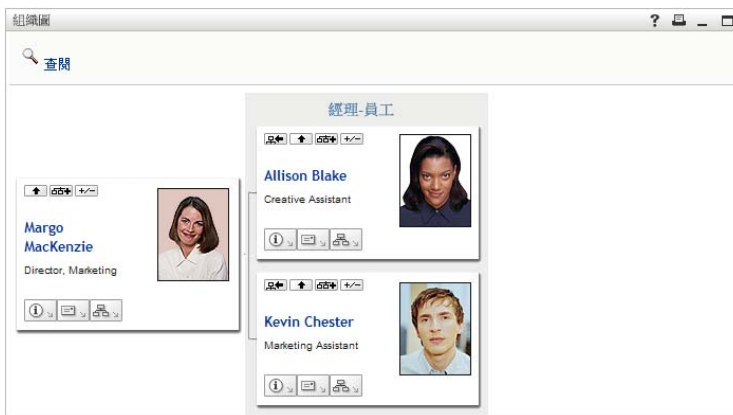 組織圖
?
查閱
經理-員工
+/−
Allison Blake
Creative Assistant
+/−
Margo
MacKenzie
Director, Marketing
+/−
Kevin Chester
Marketing Assistant